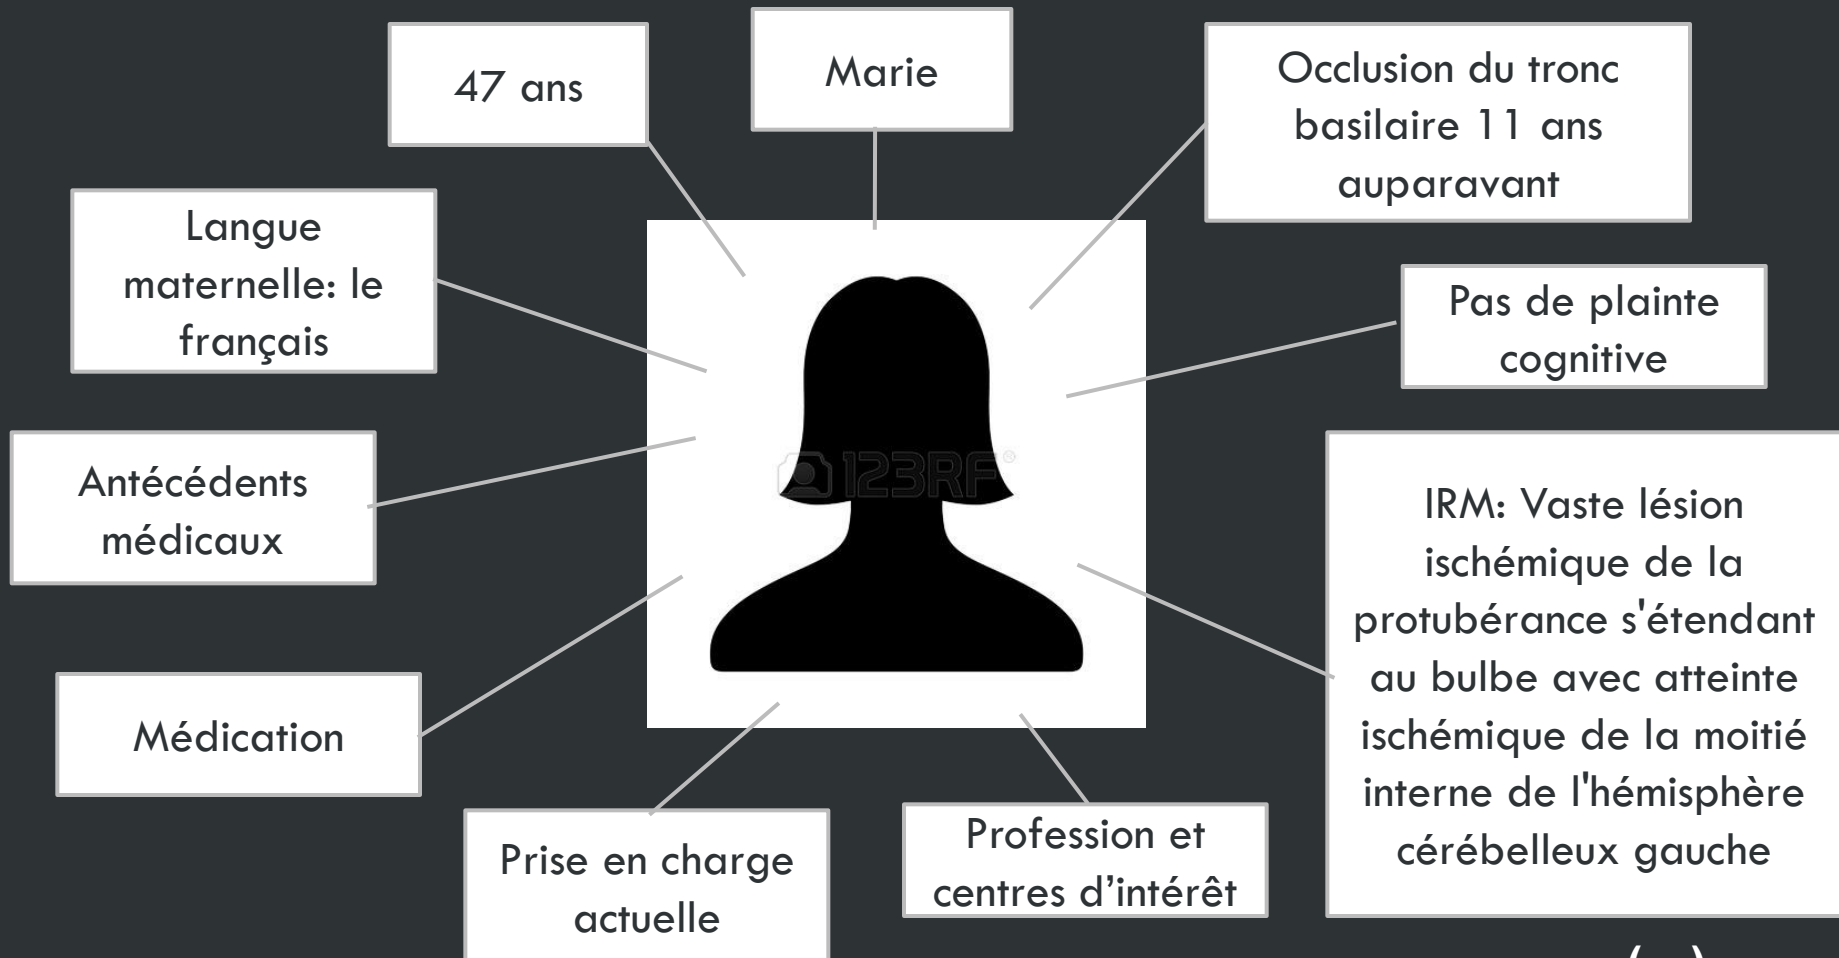 47 ans
Marie
Occlusion du tronc
basilaire 11 ans
auparavant
Langue
maternelle: le
français
Pas de plainte
cognitive
Antécédents
médicaux
123RF®
IRM: Vaste lésion
ischémique de la
protubérance s'étendant
au bulbe avec atteinte
ischémique de la moitié
interne de l'hémisphère
cérébelleux gauche
Médication
Prise en charge
actuelle
Profession et
centres d’intérêt